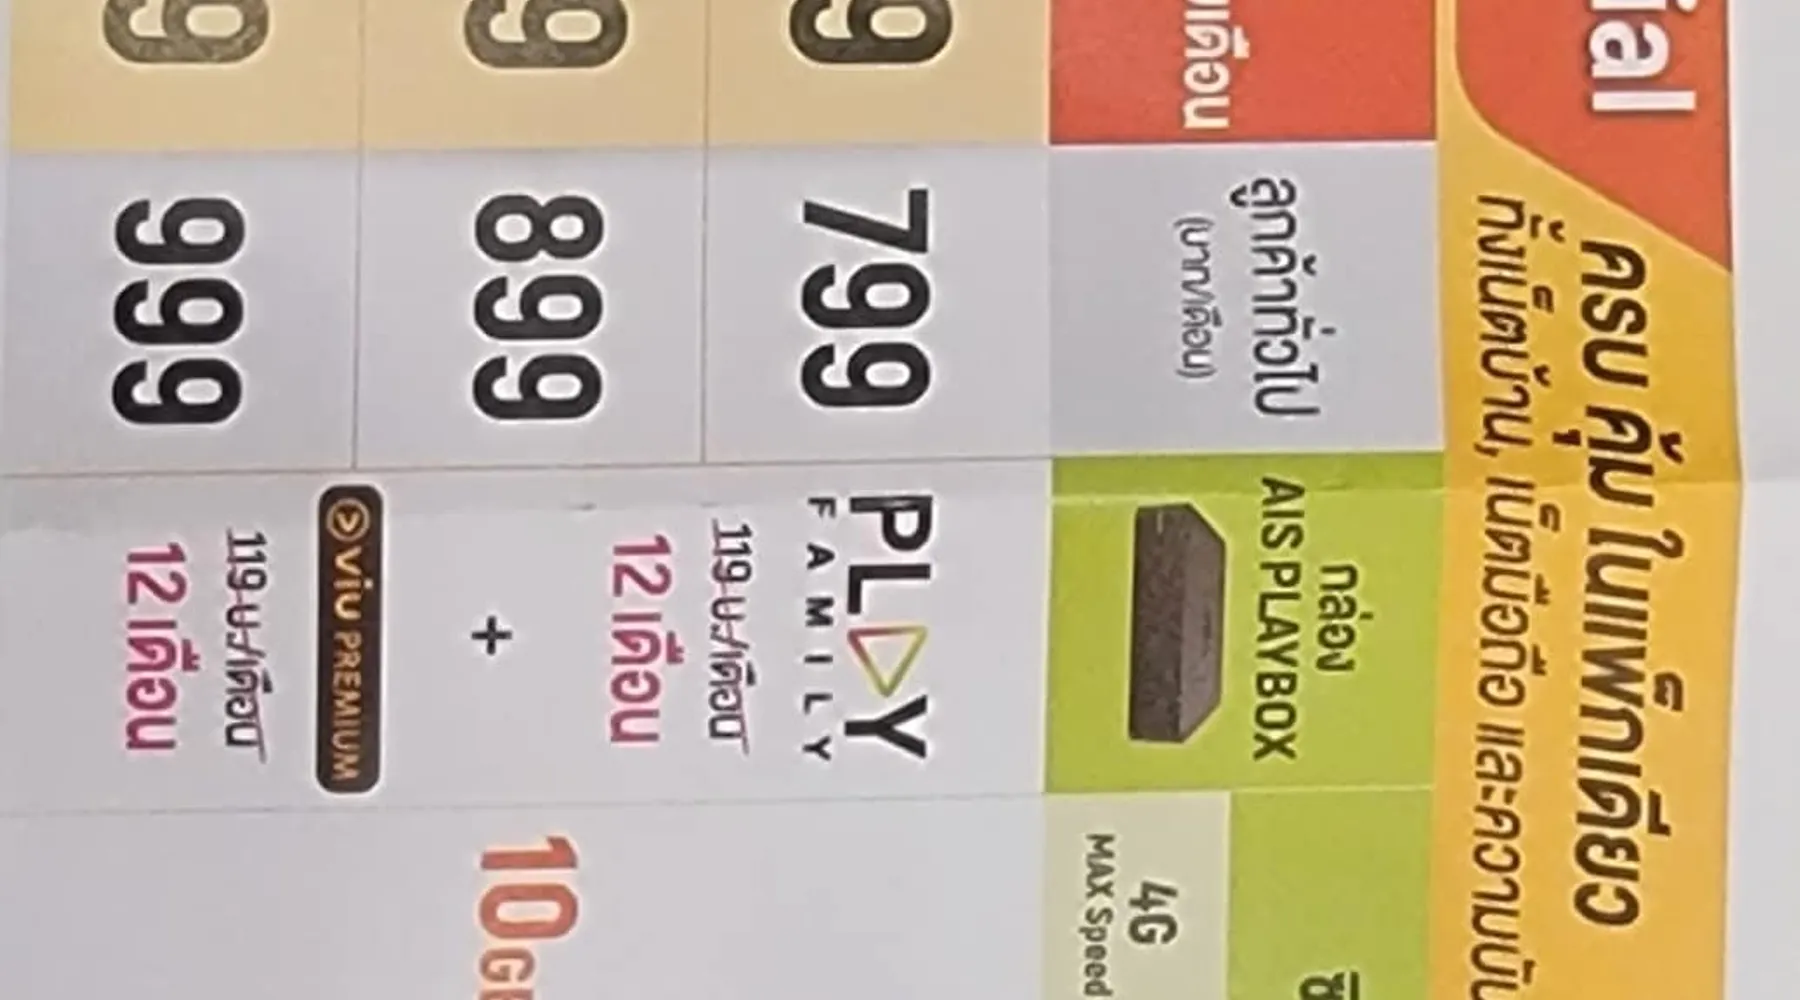 ial
ครบ คุ้ม ในแพ็กเดียว
ทั้งเน็ตบ้าน, เน็ตมือถือ และความบัน
เดือน
ลูกค้าทั่วไป
(บาท/เดือน)
กล่อง
AIS PLAYBOX
4G
MAX Speed
9
799
PLAY
FAMILY
119 บ./เดือน
12 เดือน
9
899
+
10GB
9
999
viu PREMIUM
119 บ./เดือน
12 เดือน